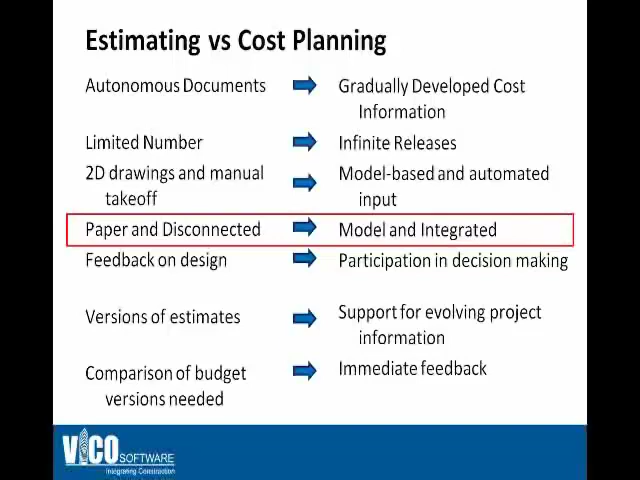 Estimating vs Cost Planning
Autonomous Documents
Gradually Developed Cost
Information
Limited Number
Infinite Releases
2D drawings and manual
takeoff
Model-based and automated
input
Paper and Disconnected
Model and Integrated
Feedback on design
Participation in decision making
Versions of estimates
Support for evolving project
information
Comparison of budget
versions needed
Immediate feedback
VICO SOFTWARE
Integrating Construction